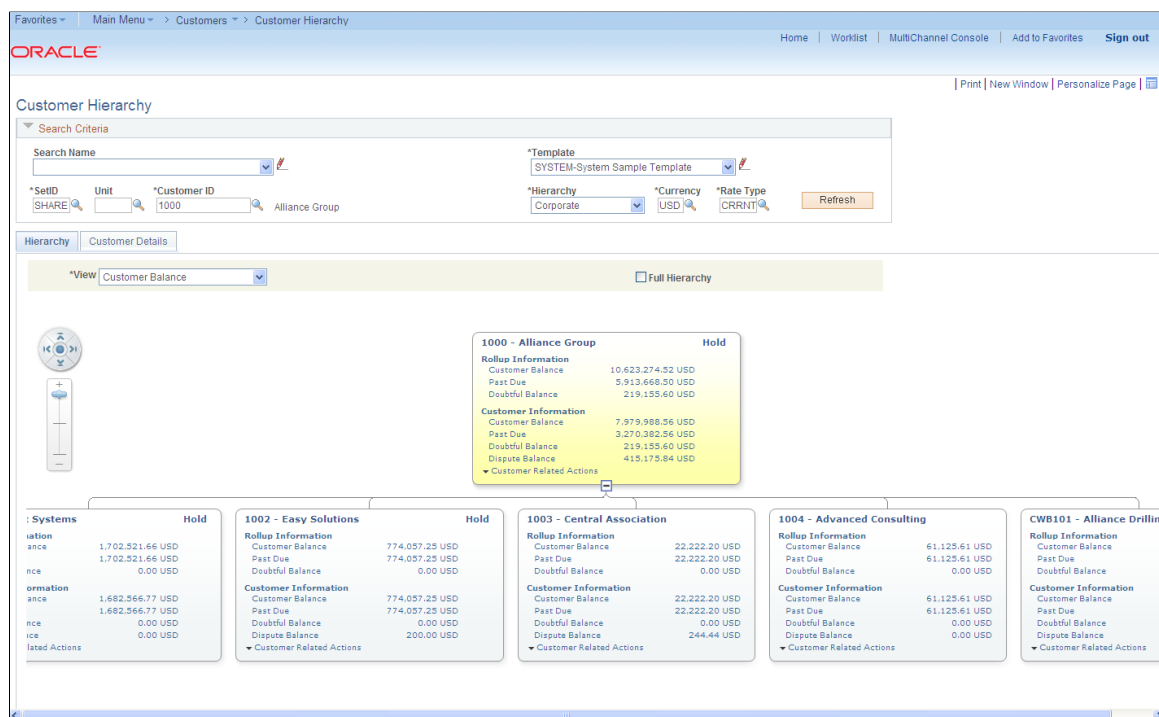 Favorites Main Menu > Customers > Customer Hierarchy
Home Worklist MultiChannel Console Add to Favorites Sign out
ORACLE
Print New Window Personalize Page
Customer Hierarchy
Search Criteria
Search Name *Template
SYSTEM-System Sample Template
*SetID Unit *Customer ID *Hierarchy *Currency *Rate Type
SHARE 1000 Alliance Group Corporate USD CRRNT Refresh
Hierarchy Customer Details
*View Customer Balance Full Hierarchy
1000 - Alliance Group Hold
Rollup Information
Customer Balance 10,623,274.52 USD
Past Due 5,913,668.50 USD
Doubtful Balance 219,155.60 USD
Customer Information
Customer Balance 7,979,988.56 USD
Past Due 3,270,382.56 USD
Doubtful Balance 219,155.60 USD
Dispute Balance 415,175.84 USD
Customer Related Actions
Systems Hold
1,702,521.66 USD
1,702,521.66 USD
0.00 USD
1,682,566.77 USD
1,682,566.77 USD
0.00 USD
0.00 USD
Actions
1002 - Easy Solutions Hold
Rollup Information
Customer Balance 774,057.25 USD
Past Due 774,057.25 USD
Doubtful Balance 0.00 USD
Customer Information
Customer Balance 774,057.25 USD
Past Due 774,057.25 USD
Doubtful Balance 0.00 USD
Dispute Balance 200.00 USD
Customer Related Actions
1003 - Central Association
Rollup Information
Customer Balance 22,222.20 USD
Past Due 22,222.20 USD
Doubtful Balance 0.00 USD
Customer Information
Customer Balance 22,222.20 USD
Past Due 22,222.20 USD
Doubtful Balance 0.00 USD
Dispute Balance 244.44 USD
Customer Related Actions
1004 - Advanced Consulting
Rollup Information
Customer Balance 61,125.61 USD
Past Due 61,125.61 USD
Doubtful Balance 0.00 USD
Customer Information
Customer Balance 61,125.61 USD
Past Due 61,125.61 USD
Doubtful Balance 0.00 USD
Dispute Balance 0.00 USD
Customer Related Actions
CWB101 - Alliance Drillin
Rollup Information
Customer Balance
Past Due
Doubtful Balance
Customer Information
Customer Balance
Past Due
Doubtful Balance
Dispute Balance
Customer Related Actions